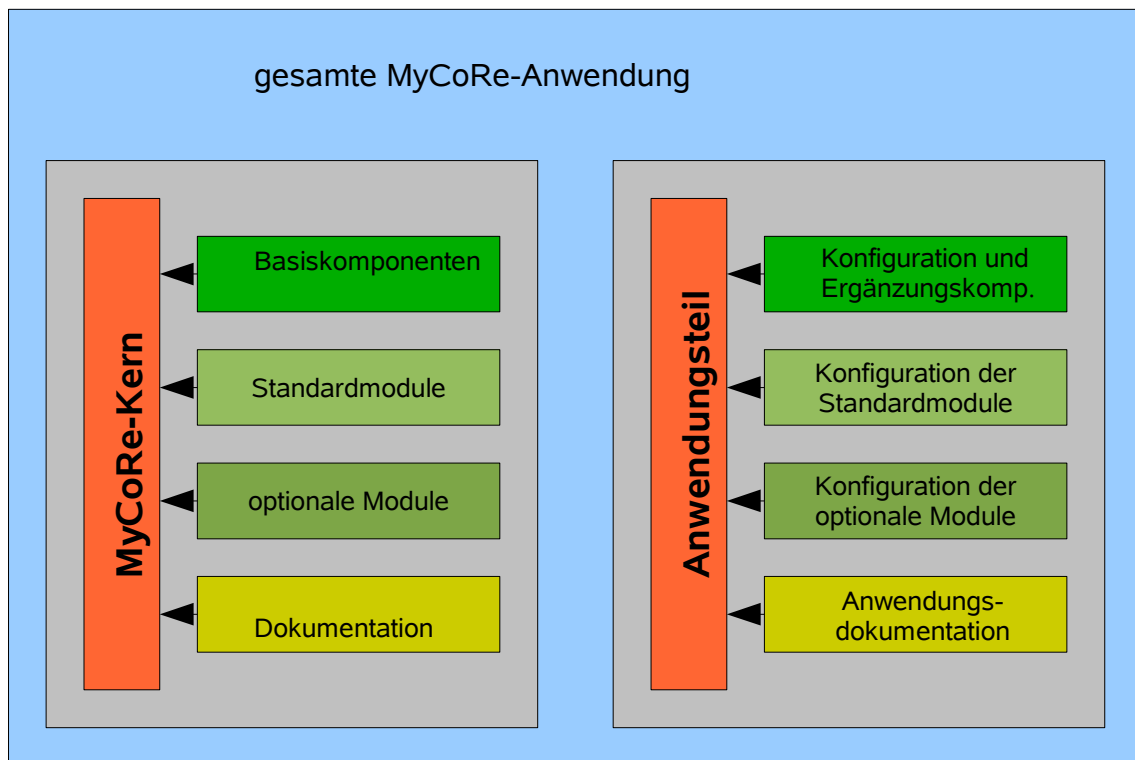 gesamte MyCoRe-Anwendung
MyCoRe-Kern
Basiskomponenten
Standardmodule
optionale Module
Dokumentation
Anwendungsteil
Konfiguration und
Ergänzungskomp.
Konfiguration der
Standardmodule
Konfiguration der
optionale Module
Anwendungs-
dokumentation